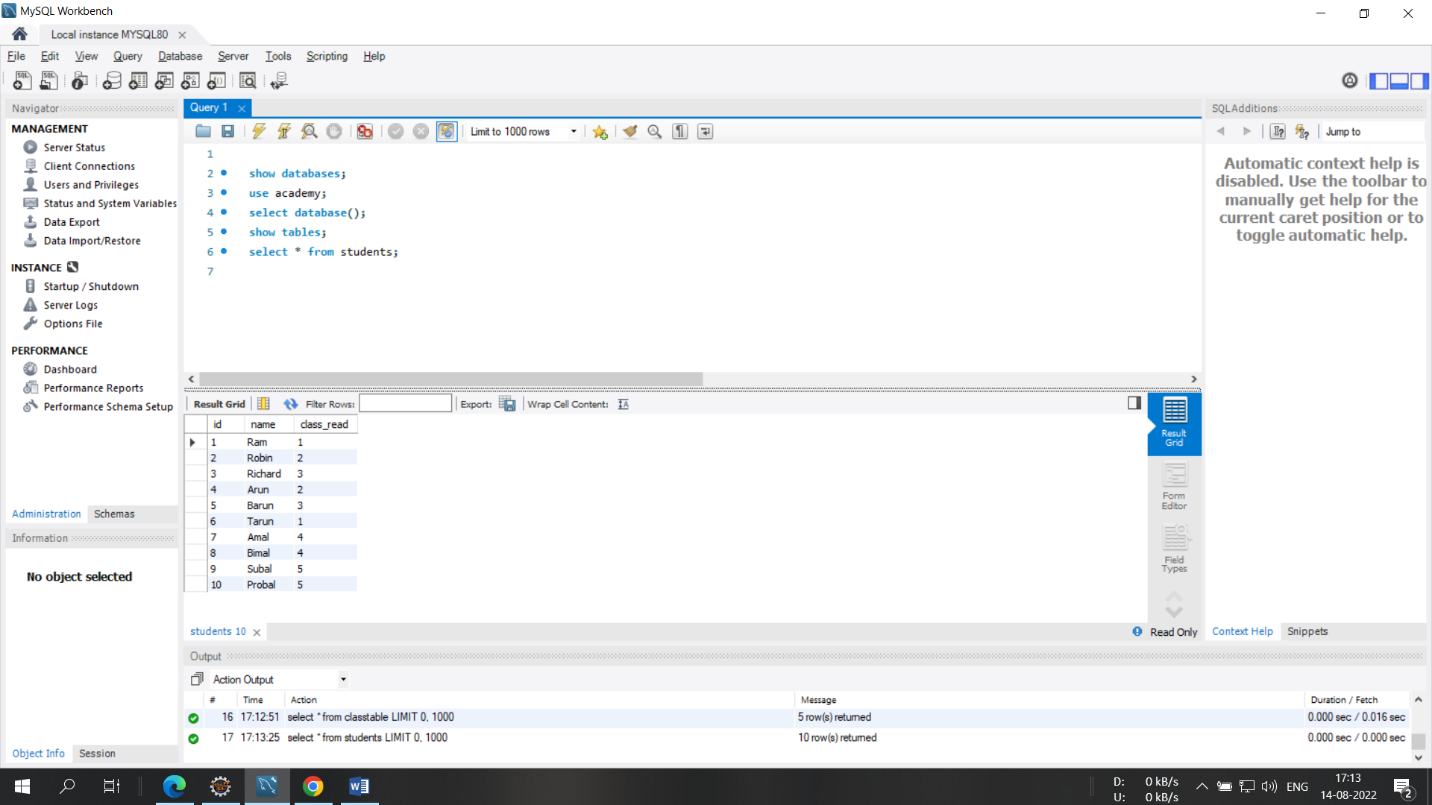 MySQL Workbench
Local instance MYSQL80
File Edit View Query Database Server Tools Scripting Help
Navigator
MANAGEMENT
Server Status
Client Connections
Users and Privileges
Status and System Variables
Data Export
Data Import/Restore
INSTANCE
Startup / Shutdown
Server Logs
Options File
PERFORMANCE
Dashboard
Performance Reports
Performance Schema Setup
Administration Schemas
Information
No object selected
Object Info Session
Query 1
Limit to 1000 rows
1
2 show databases;
3 use academy;
4 select database();
5 show tables;
6 select * from students;
7
Result Grid Filter Rows: Export: Wrap Cell Content:
id name class_read
1 Ram 1
2 Robin 2
3 Richard 3
4 Arun 2
5 Barun 3
6 Tarun 1
7 Amal 4
8 Bimal 4
9 Subal 5
10 Probal 5
Result
Grid
Form
Editor
Field
Types
students 10
Read Only
SQLAdditions
Jump to
Automatic context help is
disabled. Use the toolbar to
manually get help for the
current caret position or to
toggle automatic help.
Context Help Snippets
Output
Action Output
# Time Action Message Duration / Fetch
16 17:12:51 select * from classtable LIMIT 0, 1000 5 row(s) returned 0.000 sec / 0.016 sec
17 17:13:25 select * from students LIMIT 0, 1000 10 row(s) returned 0.000 sec / 0.000 sec
D: 0 kB/s
U: 0 kB/s
ENG
17:13
14-08-2022
2